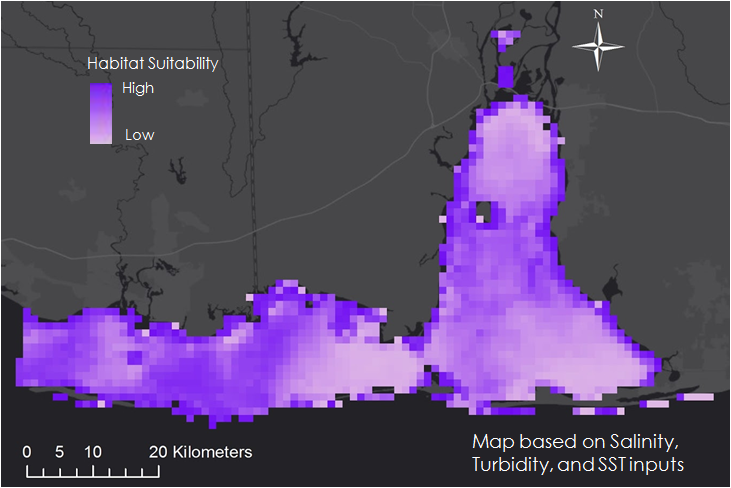 N
Habitat Suitability
High
Low
0 5 10 20 Kilometers
Map based on Salinity,
Turbidity, and SST inputs